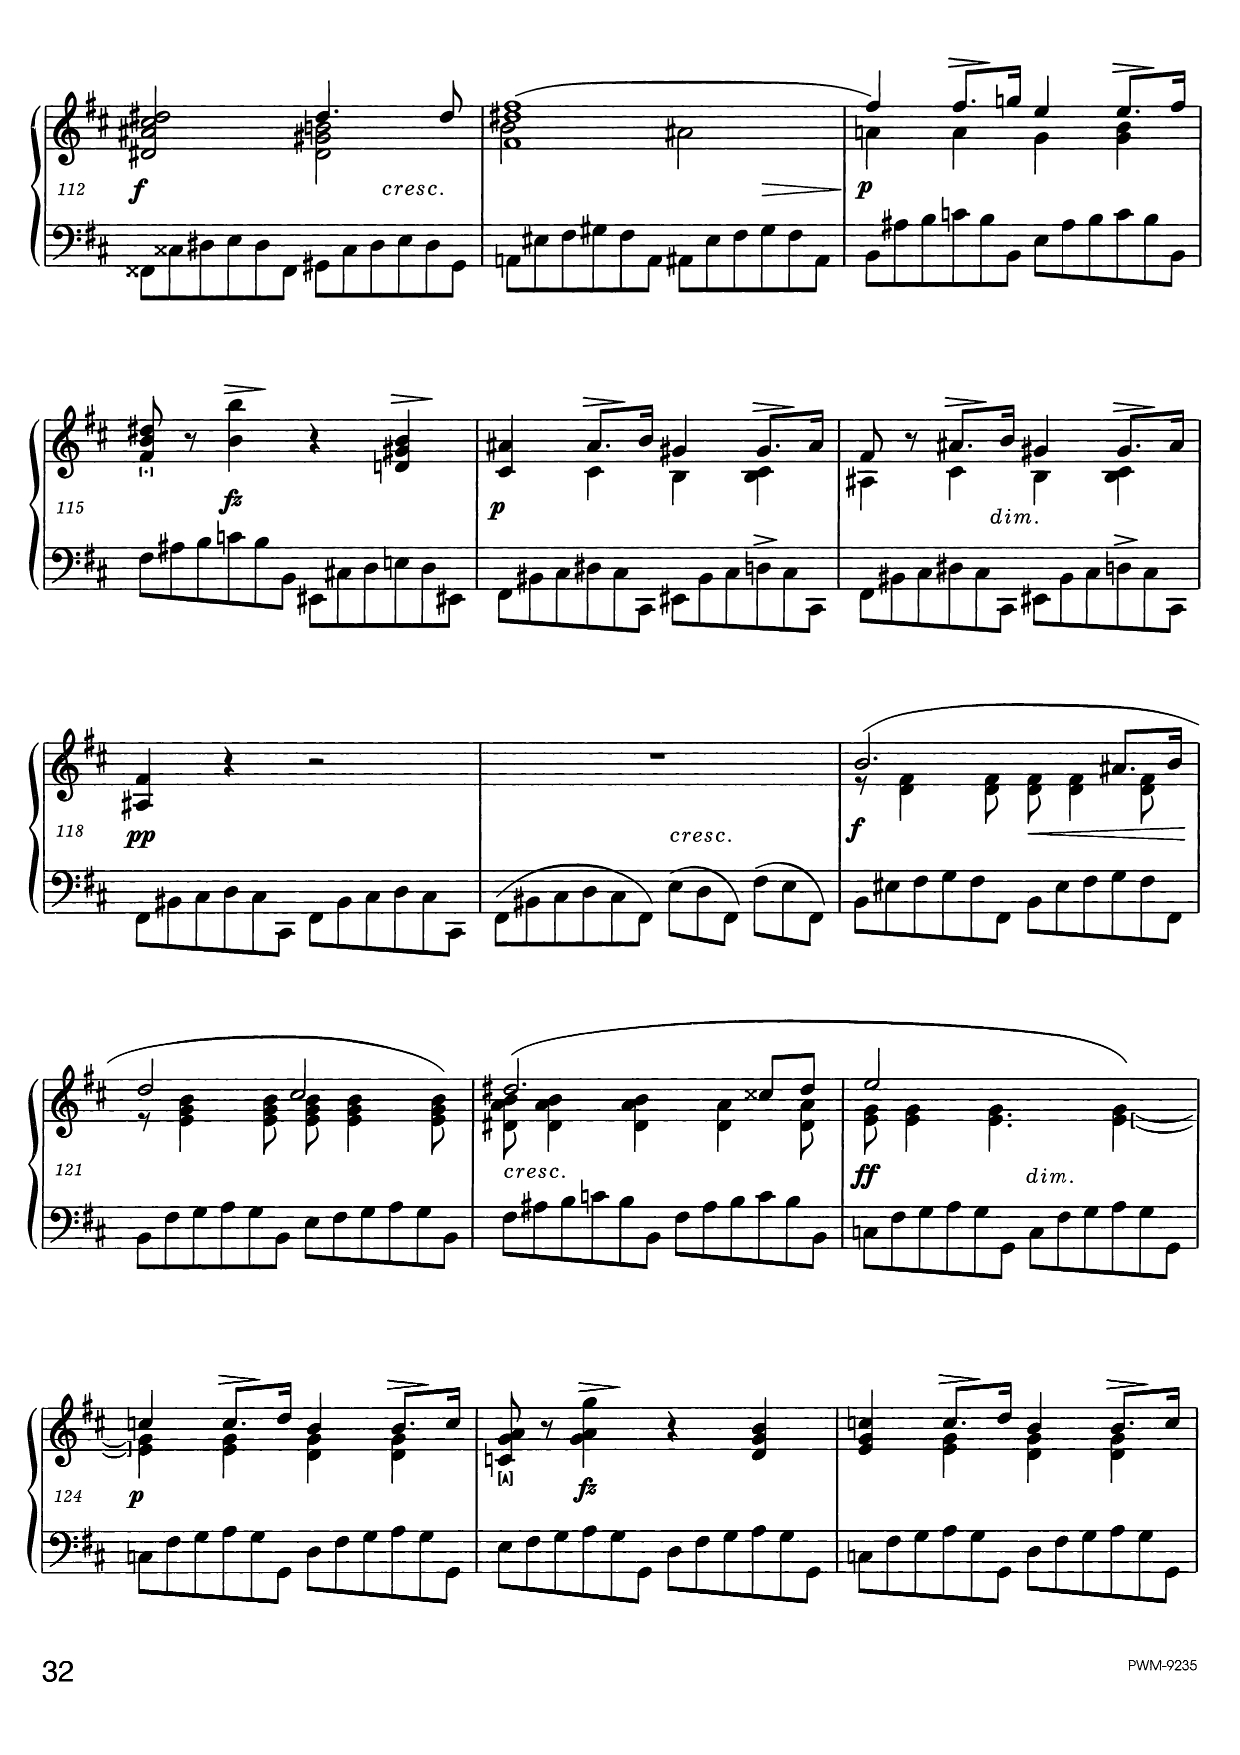 112 f cresc. p
115 fz p dim.
118 pp cresc. f
121 cresc. ff dim.
124 p [A] fz
32 PWM-9235